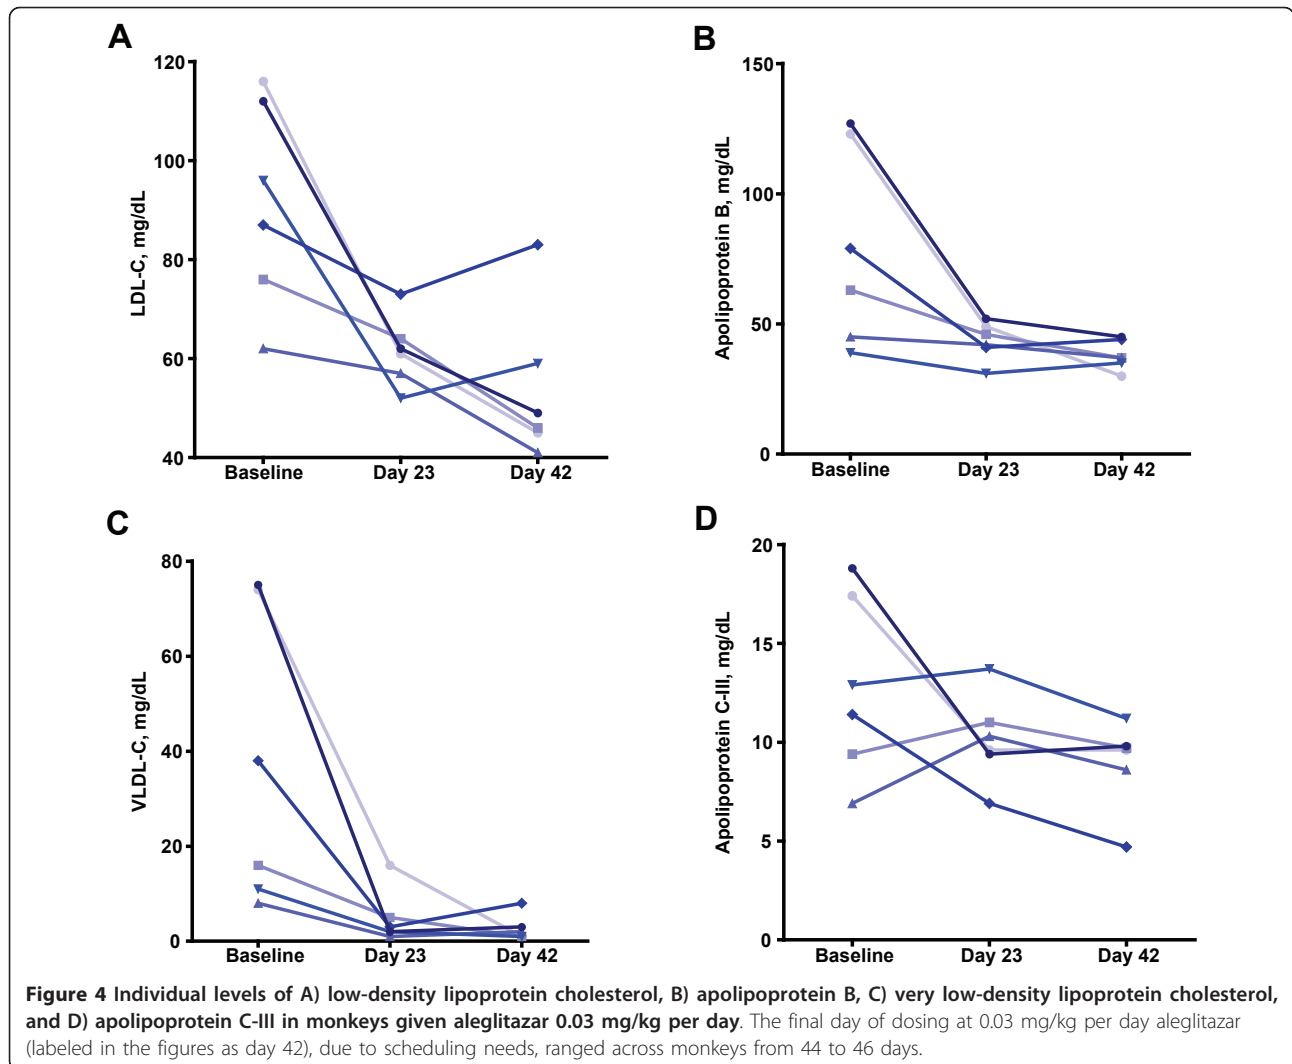 A
120
100
80
60
40
LDL-C, mg/dL
Baseline Day 23 Day 42
B
150
100
50
0
Apolipoprotein B, mg/dL
Baseline Day 23 Day 42
C
80
60
40
20
0
VLDL-C, mg/dL
Baseline Day 23 Day 42
D
20
15
10
5
0
Apolipoprotein C-III, mg/dL
Baseline Day 23 Day 42
Figure 4 Individual levels of A) low-density lipoprotein cholesterol, B) apolipoprotein B, C) very low-density lipoprotein cholesterol,
and D) apolipoprotein C-III in monkeys given aleglitazar 0.03 mg/kg per day. The final day of dosing at 0.03 mg/kg per day aleglitazar
(labeled in the figures as day 42), due to scheduling needs, ranged across monkeys from 44 to 46 days.